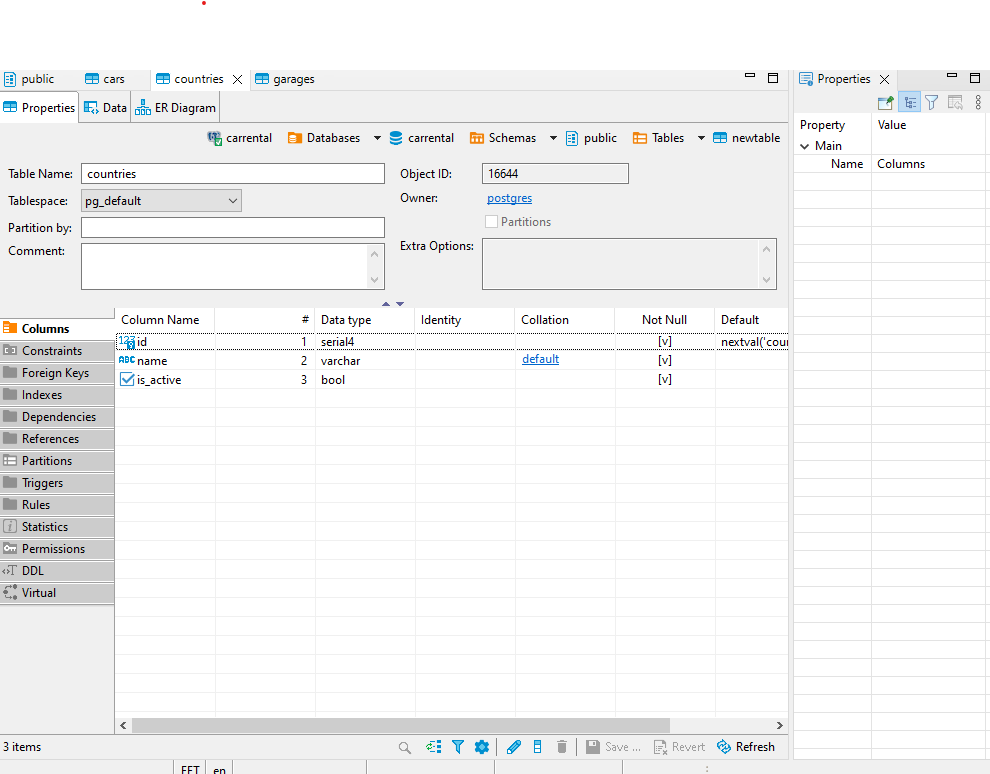 public cars countries garages
Properties Data ER Diagram
carrental Databases carrental Schemas public Tables newtable
Table Name: countries Object ID: 16644
Tablespace: pg_default Owner: postgres
Partition by: Partitions
Comment: Extra Options:
Columns
Constraints
Foreign Keys
Indexes
Dependencies
References
Partitions
Triggers
Rules
Statistics
Permissions
DDL
Virtual
Column Name # Data type Identity Collation Not Null Default
123 id 1 serial4 [v] nextval('cour
ABC name 2 varchar default [v]
is_active 3 bool [v]
3 items Save ... Revert Refresh
EET en
Properties
Property Value
Main
Name Columns